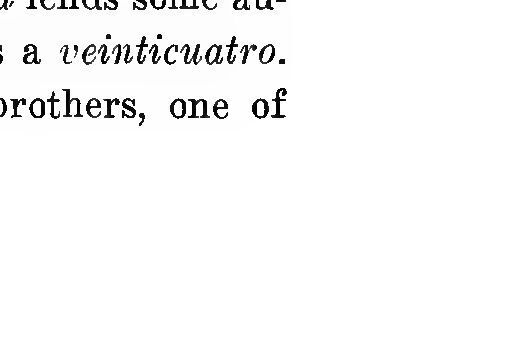 lends some au-
a veinticuatro.
brothers, one of